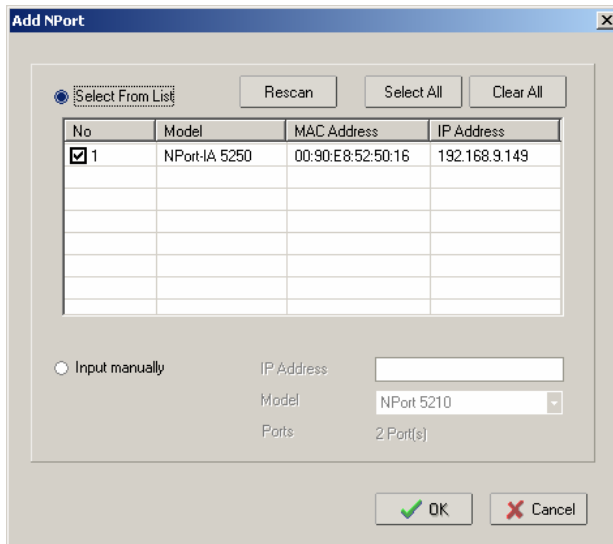 Add NPort
Select From List Rescan Select All Clear All
No Model MAC Address IP Address
1 NPort-IA 5250 00:90:E8:52:50:16 192.168.9.149
Input manually IP Address
Model NPort 5210
Ports 2 Port(s)
OK Cancel